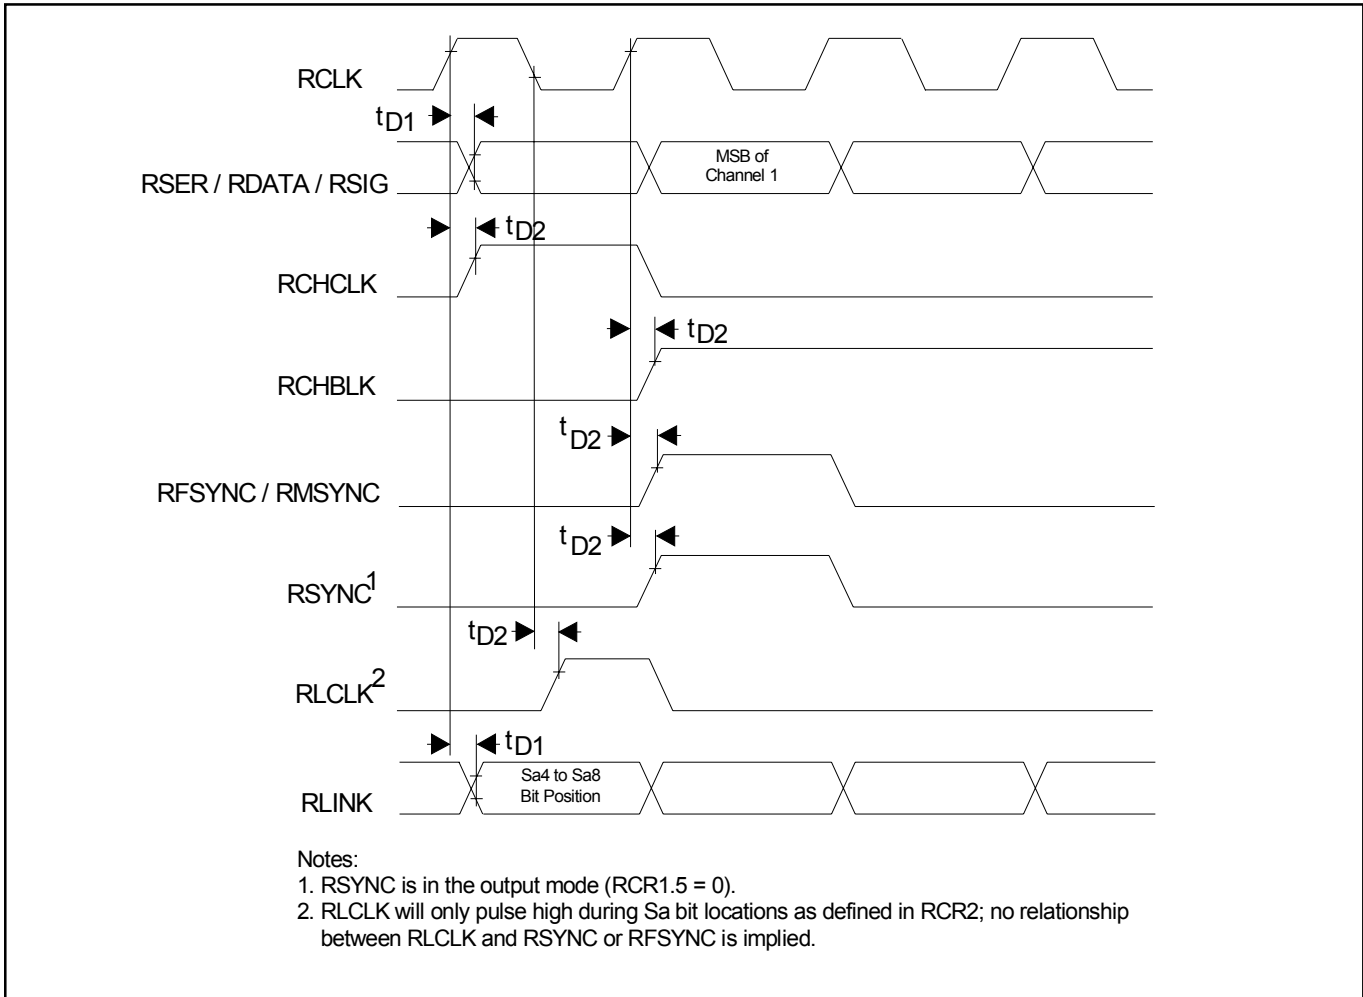 RCLK
tD1
RSER / RDATA / RSIG
MSB of
Channel 1
tD2
RCHCLK
tD2
RCHBLK
tD2
RFSYNC / RMSYNC
tD2
RSYNC1
tD2
RLCLK2
tD1
RLINK
Sa4 to Sa8
Bit Position
Notes:
1. RSYNC is in the output mode (RCR1.5 = 0).
2. RLCLK will only pulse high during Sa bit locations as defined in RCR2; no relationship
between RLCLK and RSYNC or RFSYNC is implied.